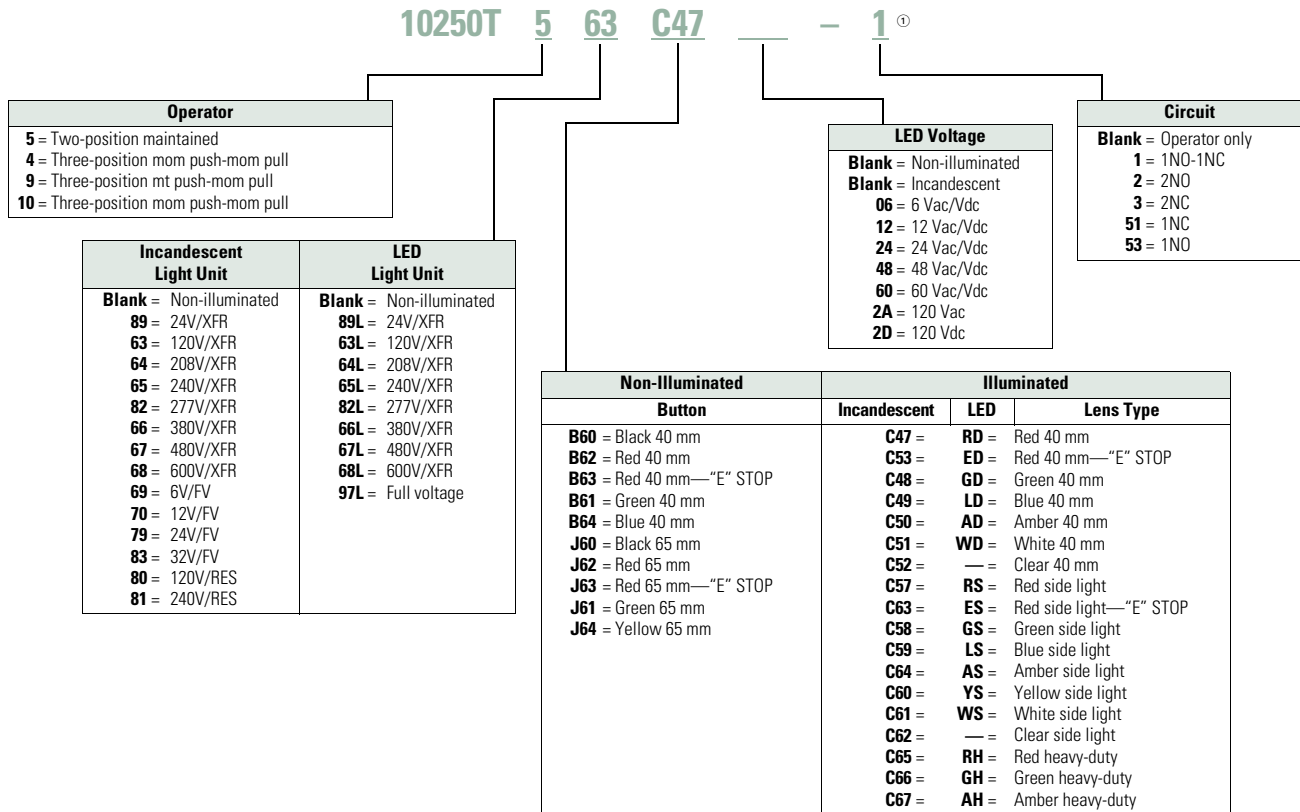 10250T 5 63 C47 ___ – 1 ①
Operator
5 = Two-position maintained
4 = Three-position mom push-mom pull
9 = Three-position mt push-mom pull
10 = Three-position mom push-mom pull
Incandescent Light Unit
Blank = Non-illuminated
89 = 24V/XFR
63 = 120V/XFR
64 = 208V/XFR
65 = 240V/XFR
82 = 277V/XFR
66 = 380V/XFR
67 = 480V/XFR
68 = 600V/XFR
69 = 6V/FV
70 = 12V/FV
79 = 24V/FV
83 = 32V/FV
80 = 120V/RES
81 = 240V/RES
LED Light Unit
Blank = Non-illuminated
89L = 24V/XFR
63L = 120V/XFR
64L = 208V/XFR
65L = 240V/XFR
82L = 277V/XFR
66L = 380V/XFR
67L = 480V/XFR
68L = 600V/XFR
97L = Full voltage
LED Voltage
Blank = Non-illuminated
Blank = Incandescent
06 = 6 Vac/Vdc
12 = 12 Vac/Vdc
24 = 24 Vac/Vdc
48 = 48 Vac/Vdc
60 = 60 Vac/Vdc
2A = 120 Vac
2D = 120 Vdc
Circuit
Blank = Operator only
1 = 1NO-1NC
2 = 2NO
3 = 2NC
51 = 1NC
53 = 1NO
Non-Illuminated
Button
B60 = Black 40 mm
B62 = Red 40 mm
B63 = Red 40 mm—“E” STOP
B61 = Green 40 mm
B64 = Blue 40 mm
J60 = Black 65 mm
J62 = Red 65 mm
J63 = Red 65 mm—“E” STOP
J61 = Green 65 mm
J64 = Yellow 65 mm
Illuminated
Incandescent LED Lens Type
C47 = RD = Red 40 mm
C53 = ED = Red 40 mm—“E” STOP
C48 = GD = Green 40 mm
C49 = LD = Blue 40 mm
C50 = AD = Amber 40 mm
C51 = WD = White 40 mm
C52 = — = Clear 40 mm
C57 = RS = Red side light
C63 = ES = Red side light—“E” STOP
C58 = GS = Green side light
C59 = LS = Blue side light
C64 = AS = Amber side light
C60 = YS = Yellow side light
C61 = WS = White side light
C62 = — = Clear side light
C65 = RH = Red heavy-duty
C66 = GH = Green heavy-duty
C67 = AH = Amber heavy-duty